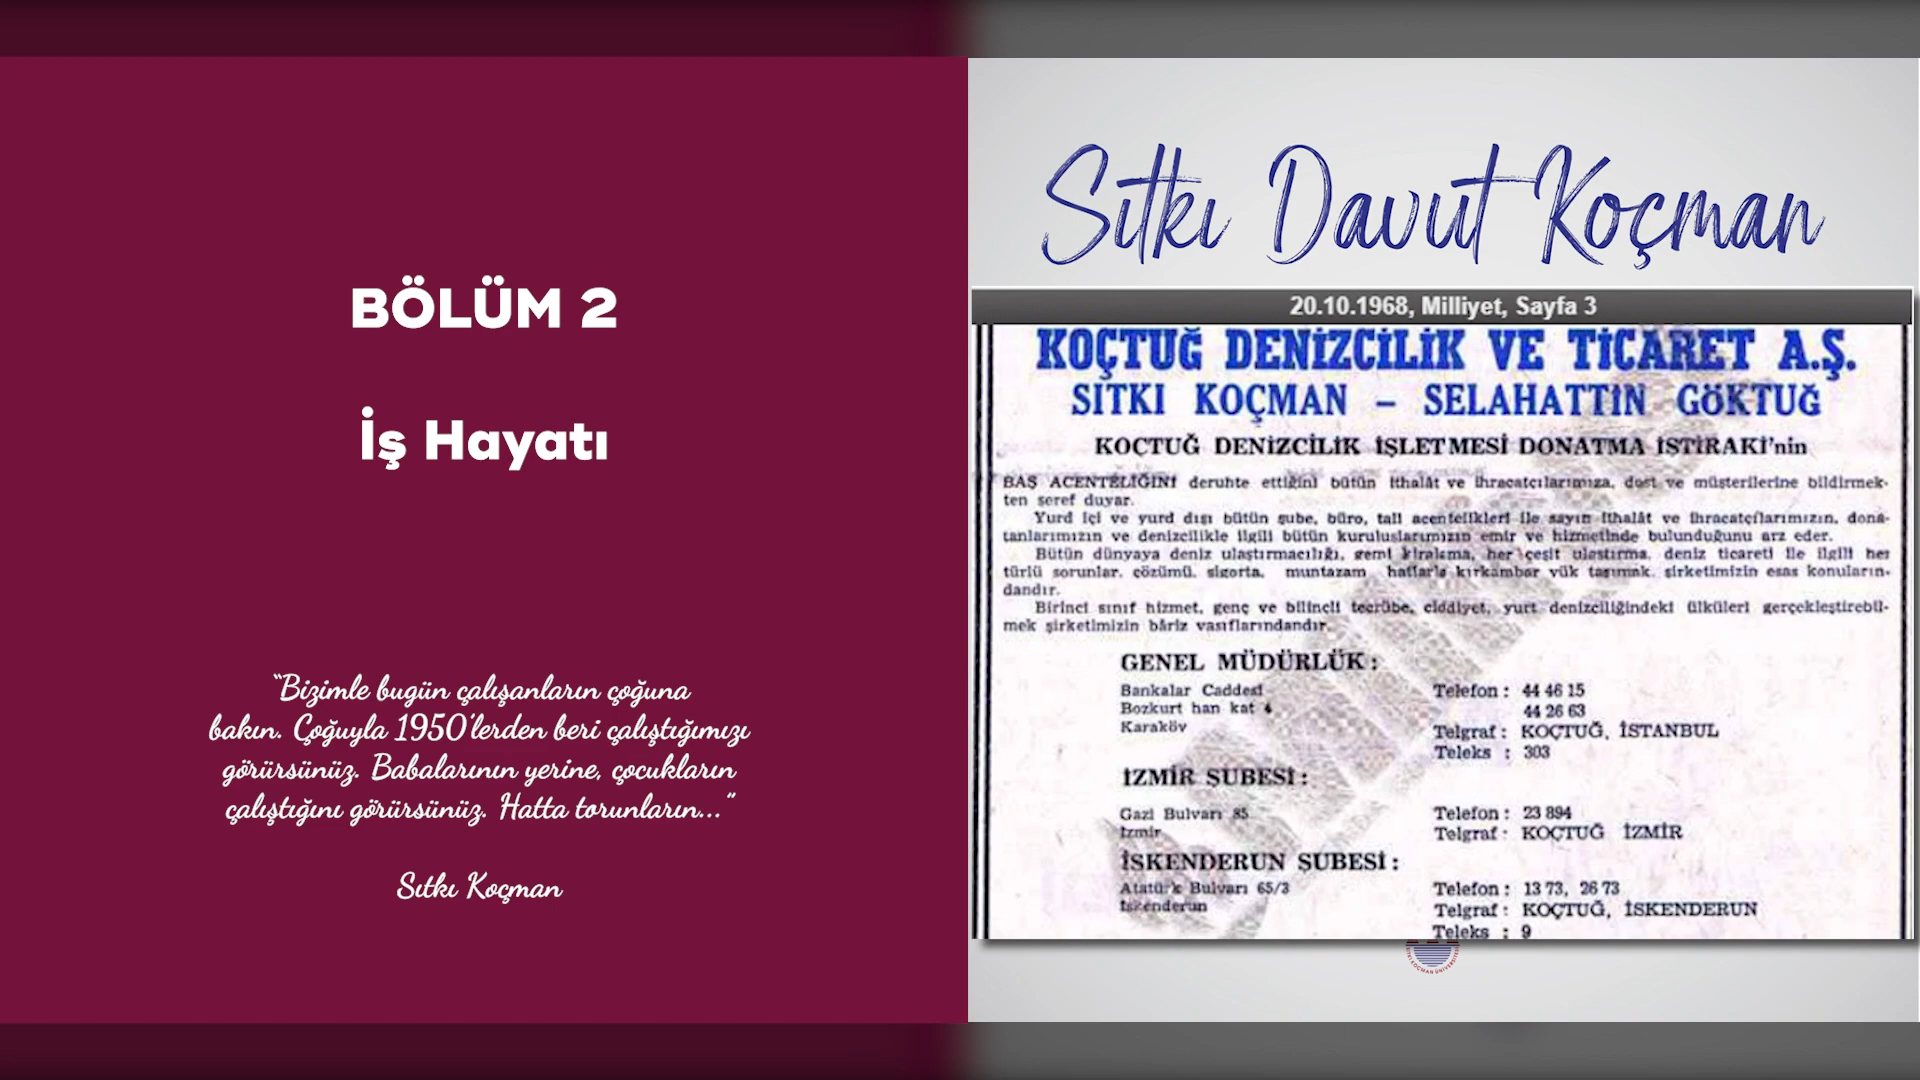 BÖLÜM 2
İş Hayatı
“Bizimle bugün çalışanların çoğuna
bakın. Çoğuyla 1950’lerden beri çalıştığımızı
görürsünüz. Babalarının yerine, çocukların
çalıştığını görürsünüz. Hatta torunların...”
Sıtkı Koçman
Sıtkı Davut Koçman
20.10.1968, Milliyet, Sayfa 3
KOÇTUĞ DENİZCİLİK VE TİCARET A.Ş.
SITKI KOÇMAN – SELAHATTİN GÖKTUĞ
KOÇTUĞ DENİZCİLİK İŞLETMESİ DONATMA İSTİRAKİ'nin
BAŞ ACENTELİĞİNİ deruhte ettiğini bütün ithalât ve ihracatçılarımıza, dost ve müşterilerine bildirmek-
ten şeref duyar.
Yurd içi ve yurd dışı bütün şube, büro, tali acentelikleri ile sayın ithalât ve ihracatçılarımızın, dona-
tanlarımızın ve denizcilikle ilgili bütün kuruluşlarımızın emir ve hizmetinde bulunduğunu arz eder.
Bütün dünyaya deniz ulaştırmacılığı, gemi kiralama, her çeşit ulaştırma, deniz ticareti ile ilgili her
türlü sorunlar, çözümü, sigorta, muntazam hatlarla kırkambar yük taşımak, şirketimizin esas konuların-
dandır.
Birinci sınıf hizmet, genç ve bilinçli tecrübe, ciddiyet, yurt denizciliğindeki ülküleri gerçekleştirebil-
mek şirketimizin bâriz vasıflarındandır.
GENEL MÜDÜRLÜK :
Bankalar Caddesi
Bozkurt han kat 4
Karaköy
Telefon : 44 46 15
44 26 63
Telgraf : KOÇTUĞ, İSTANBUL
Teleks : 303
İZMİR ŞUBESİ :
Gazi Bulvarı 85
İzmir
Telefon : 23 894
Telgraf : KOÇTUĞ İZMİR
İSKENDERUN ŞUBESİ :
Atatürk Bulvarı 65/3
İskenderun
Telefon : 13 73, 26 73
Telgraf : KOÇTUĞ, İSKENDERUN
Teleks : 9